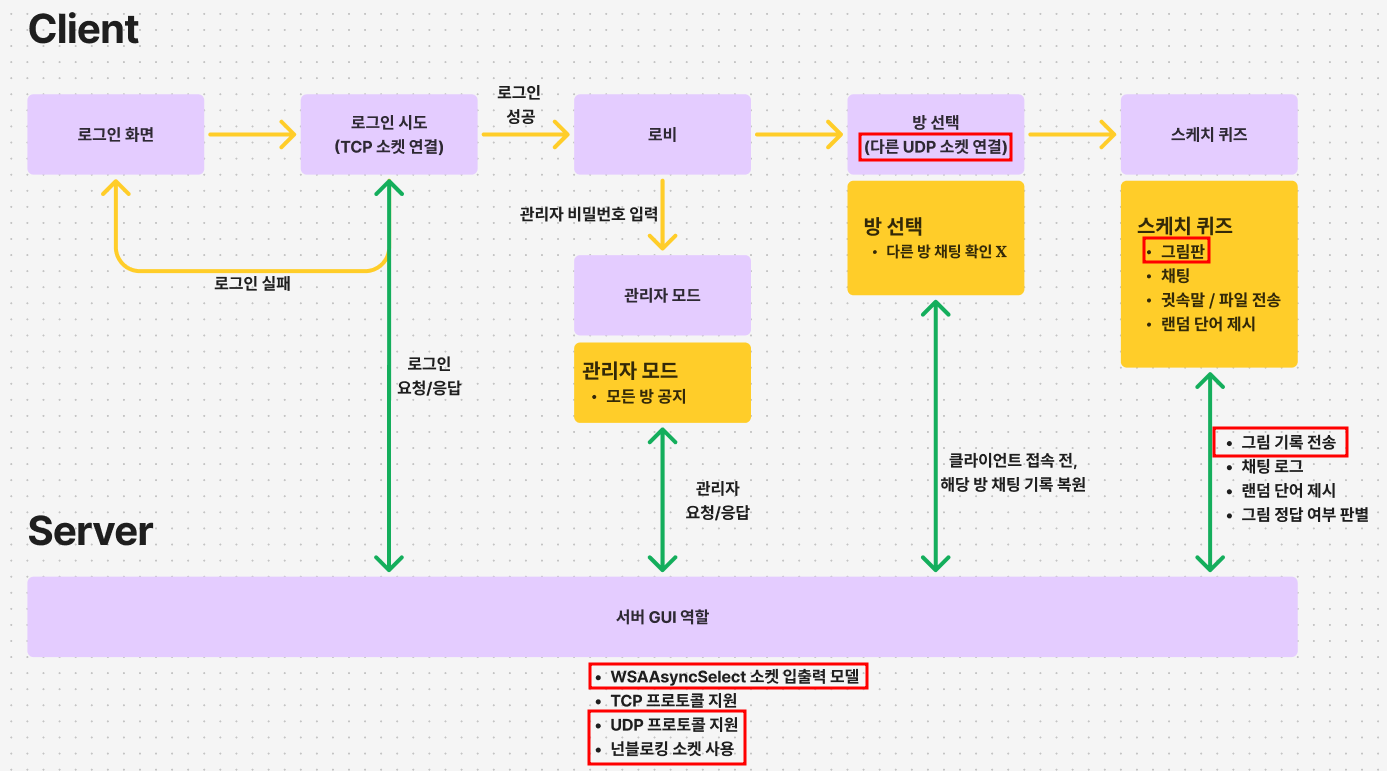 Client
로그인 화면
로그인 시도
(TCP 소켓 연결)
로그인
성공
로비
방 선택
(다른 UDP 소켓 연결)
스케치 퀴즈
로그인 실패
관리자 비밀번호 입력
관리자 모드
관리자 모드
• 모든 방 공지
방 선택
• 다른 방 채팅 확인 X
스케치 퀴즈
• 그림판
• 채팅
• 귓속말 / 파일 전송
• 랜덤 단어 제시
로그인
요청/응답
관리자
요청/응답
클라이언트 접속 전,
해당 방 채팅 기록 복원
• 그림 기록 전송
• 채팅 로그
• 랜덤 단어 제시
• 그림 정답 여부 판별
Server
서버 GUI 역할
• WSAAsyncSelect 소켓 입출력 모델
• TCP 프로토콜 지원
• UDP 프로토콜 지원
• 넌블로킹 소켓 사용